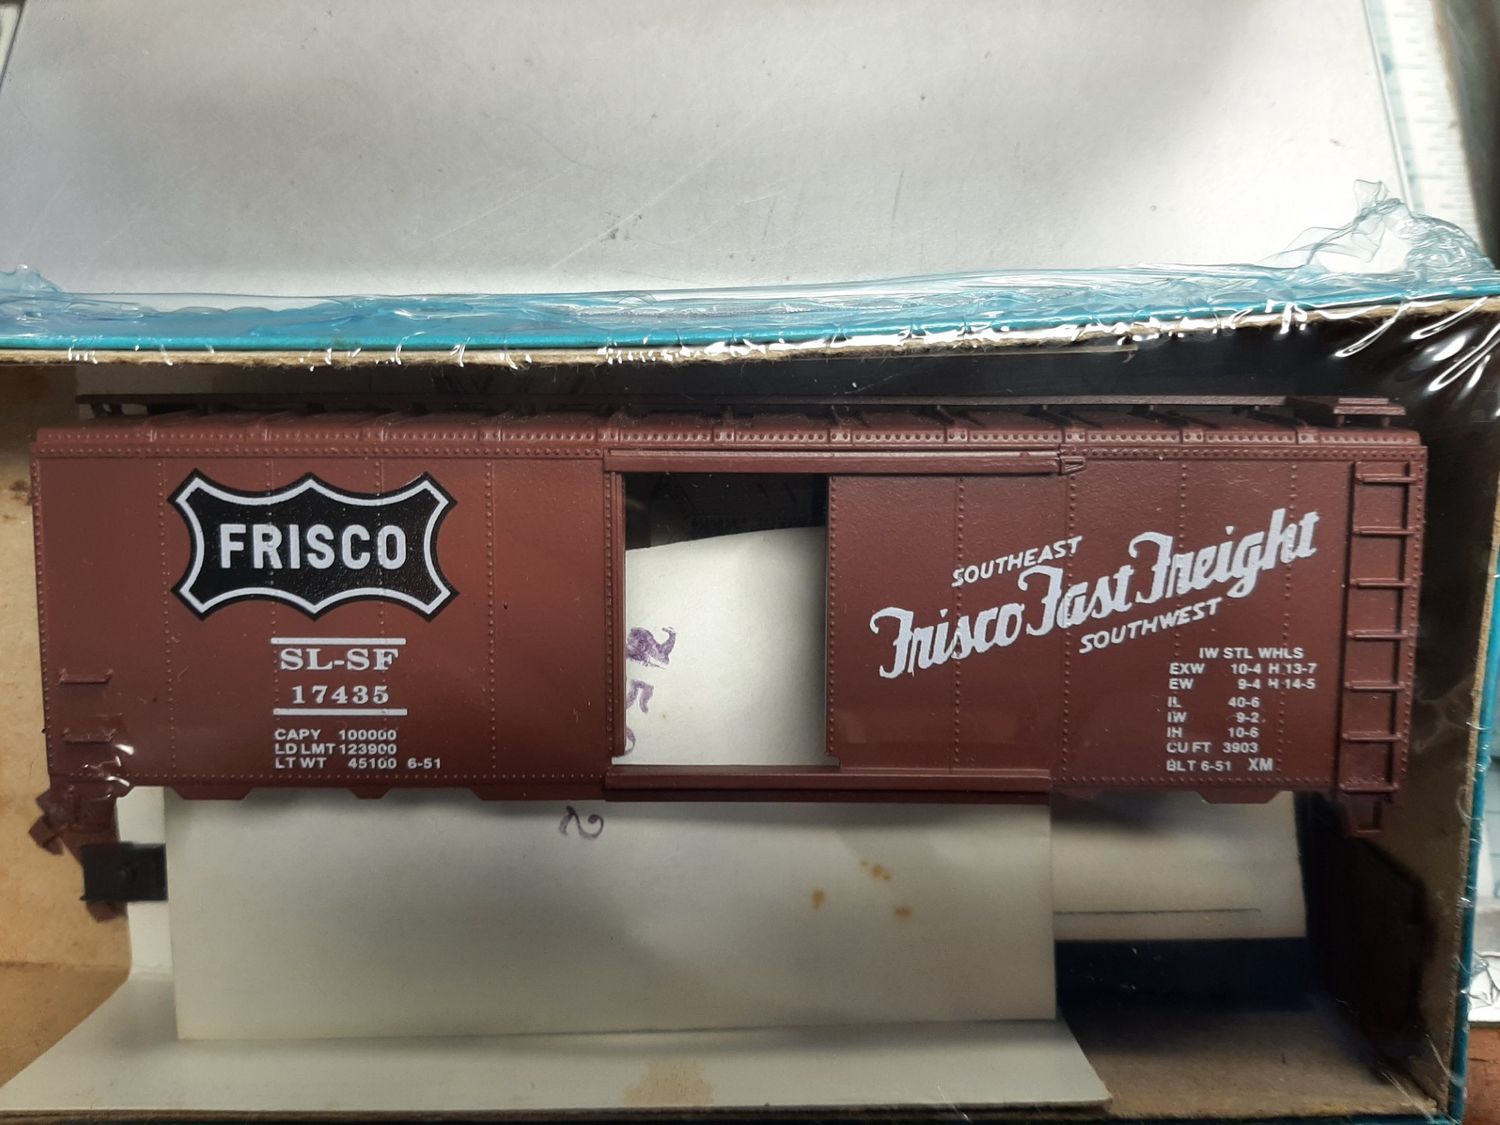 FRISCO
SL-SF
17435
CAPY 100000
LD LMT 123900
LT WT 45100 6-51
SOUTHEAST
Frisco Fast Freight
SOUTHWEST
IW STL WHLS
EXW 10-4 H 13-7
EW 9-4 H 14-5
IL 40-6
IW 9-2
IH 10-6
CU FT 3903
BLT 6-51 XM